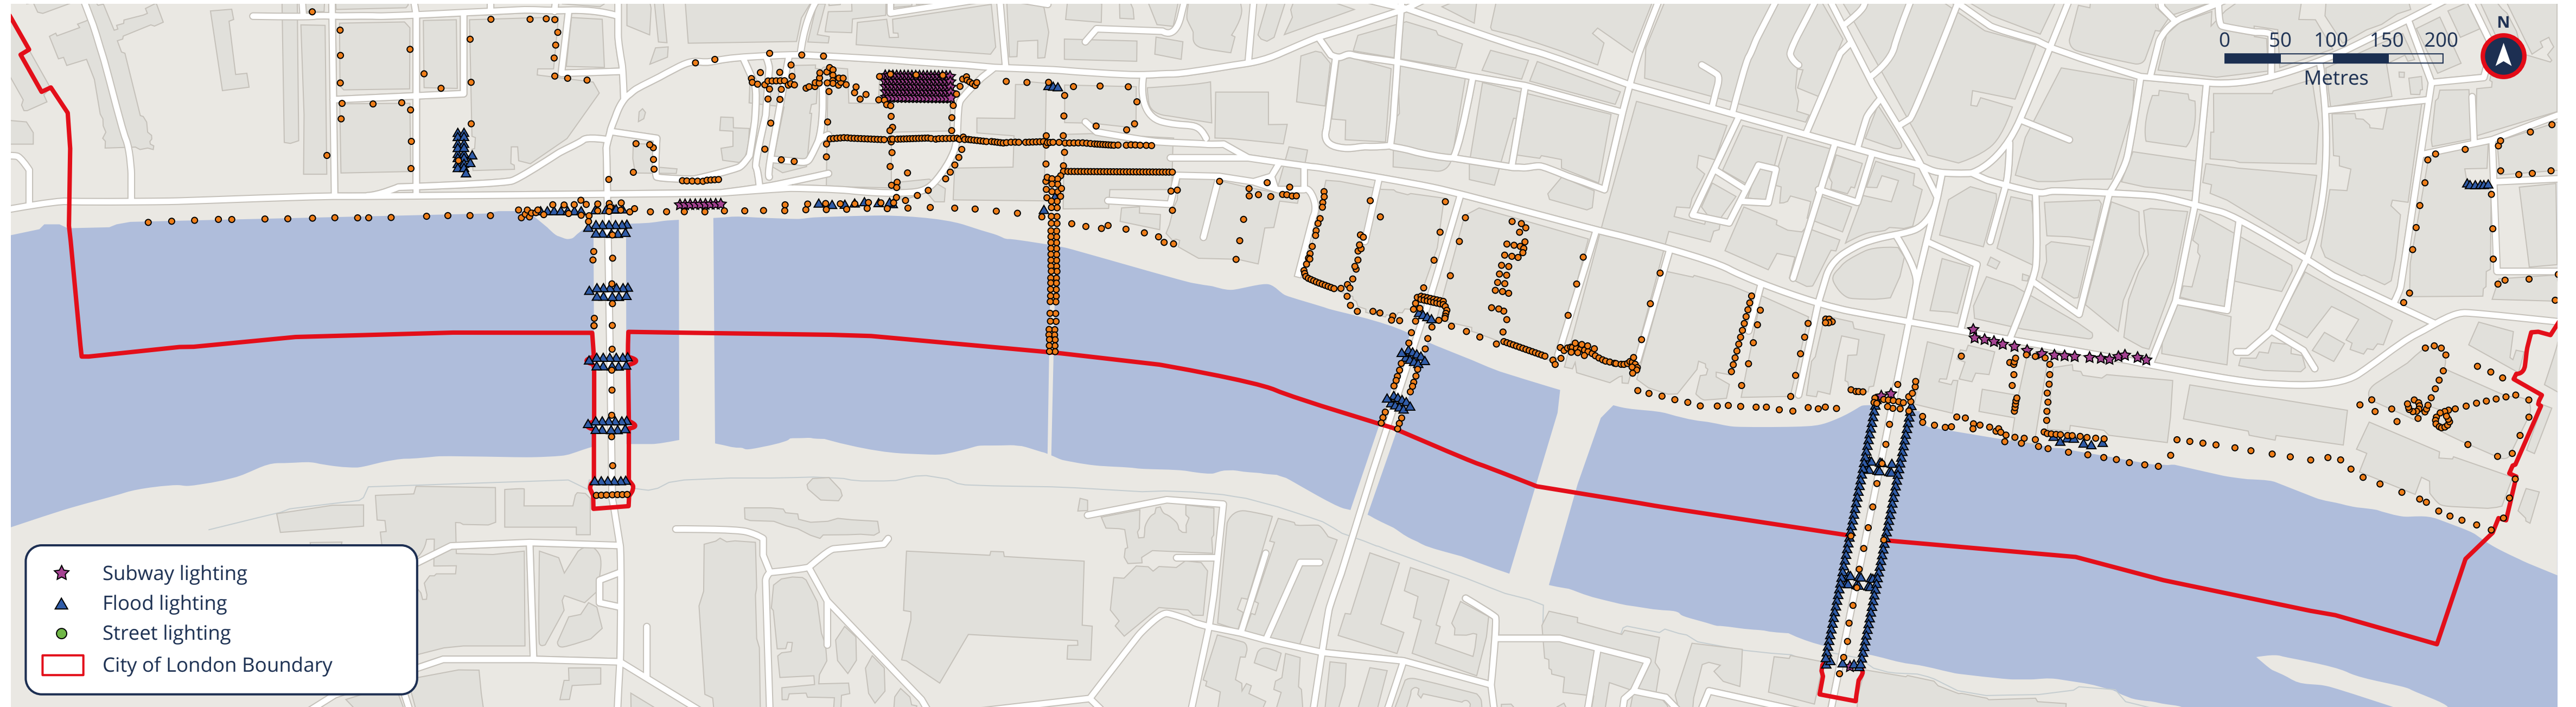 N
0 50 100 150 200
Metres
Subway lighting
Flood lighting
Street lighting
City of London Boundary